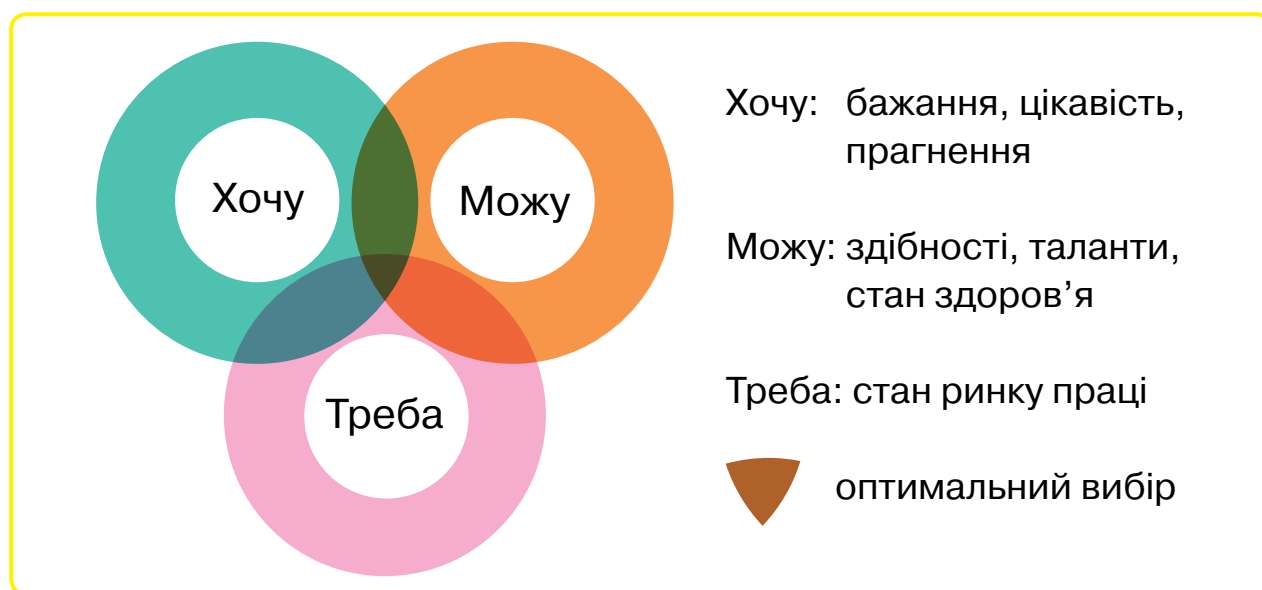 Хочу
Можу
Треба
Хочу: бажання, цікавість,
прагнення
Можу: здібності, таланти,
стан здоров’я
Треба: стан ринку праці
оптимальний вибір